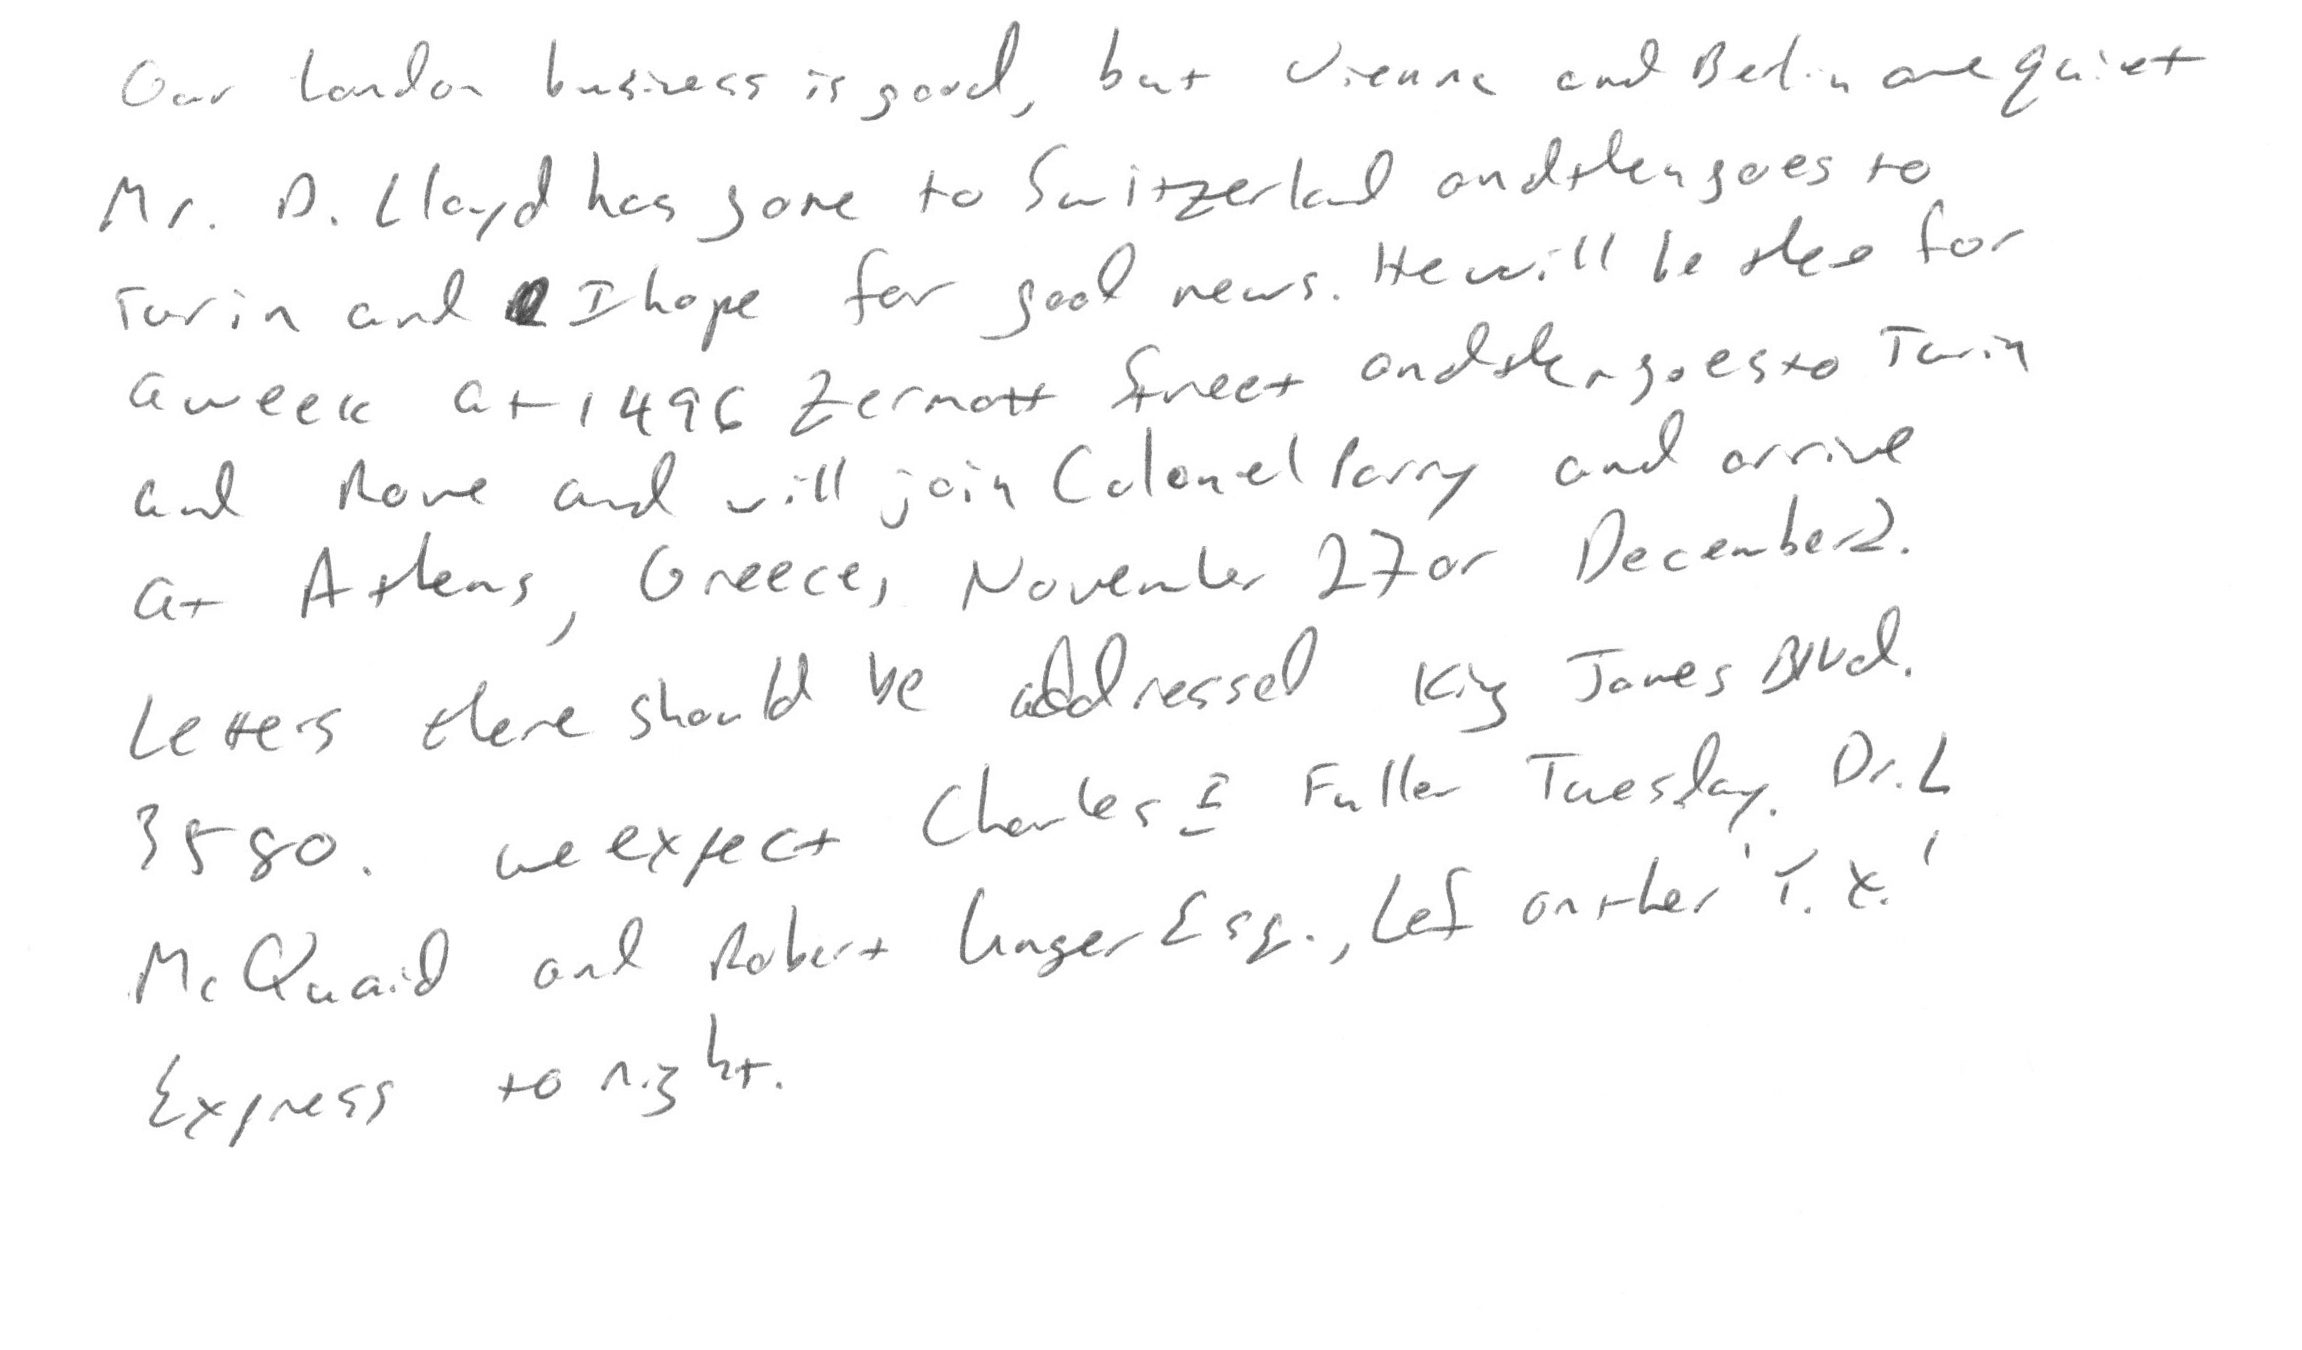 Our London business is good, but Vienna and Berlin are quiet
Mr. D. Lloyd has gone to Switzerland and then goes to
Turin and I hope for good news. He will be there for
a week at 1496 Zermott Street and then goes to Turin
and Rome and will join Colonel Parry and arrive
at Athens, Greece, November 27 or December 2.
Letters there should be addressed King James Blvd.
3580. We expect Charles E Fuller Tuesday. Dr. L
McQuaid and Robert Unger Esq., Left on ther 'Y.X.'
Express tonight.